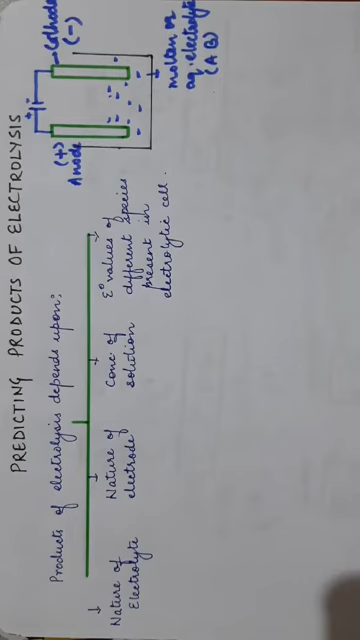 PREDICTING PRODUCTS OF ELECTROLYSIS
Products of electrolysis depends upon:
Nature of
Electrolyte
Nature of
electrode
Conc of
solution
E° values of
different species
present in
electrolytic cell.
(+)
Anode
Cathode
(-)
+ -
molten or
aq. electrolyte
(AB)